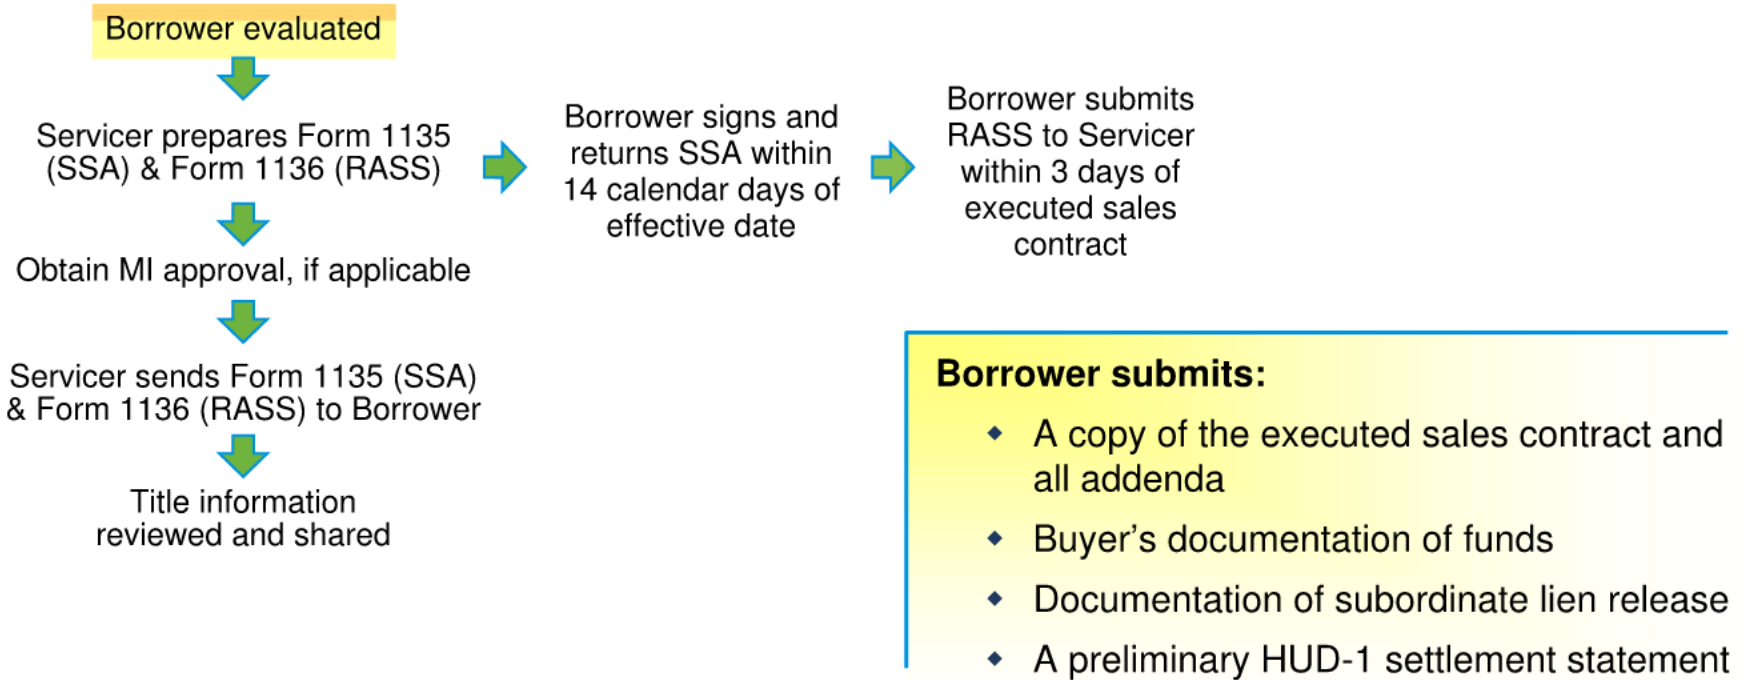 Borrower evaluated
Servicer prepares Form 1135
(SSA) & Form 1136 (RASS)
Obtain MI approval, if applicable
Servicer sends Form 1135 (SSA)
& Form 1136 (RASS) to Borrower
Title information
reviewed and shared
Borrower signs and
returns SSA within
14 calendar days of
effective date
Borrower submits
RASS to Servicer
within 3 days of
executed sales
contract
Borrower submits:
◆ A copy of the executed sales contract and
all addenda
◆ Buyer’s documentation of funds
◆ Documentation of subordinate lien release
◆ A preliminary HUD-1 settlement statement